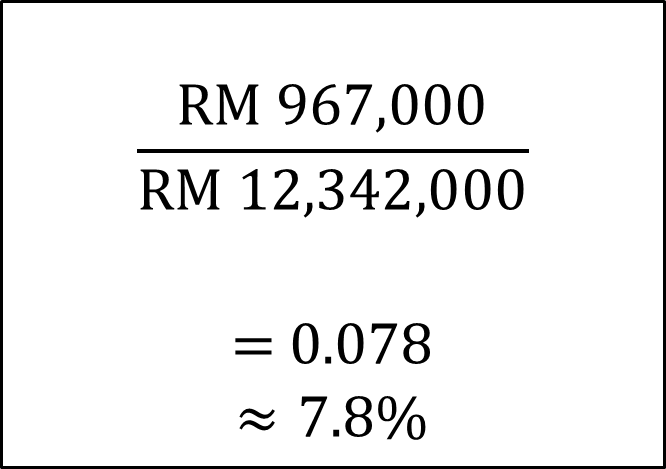 RM 967,000
RM 12,342,000
= 0.078
≈ 7.8%